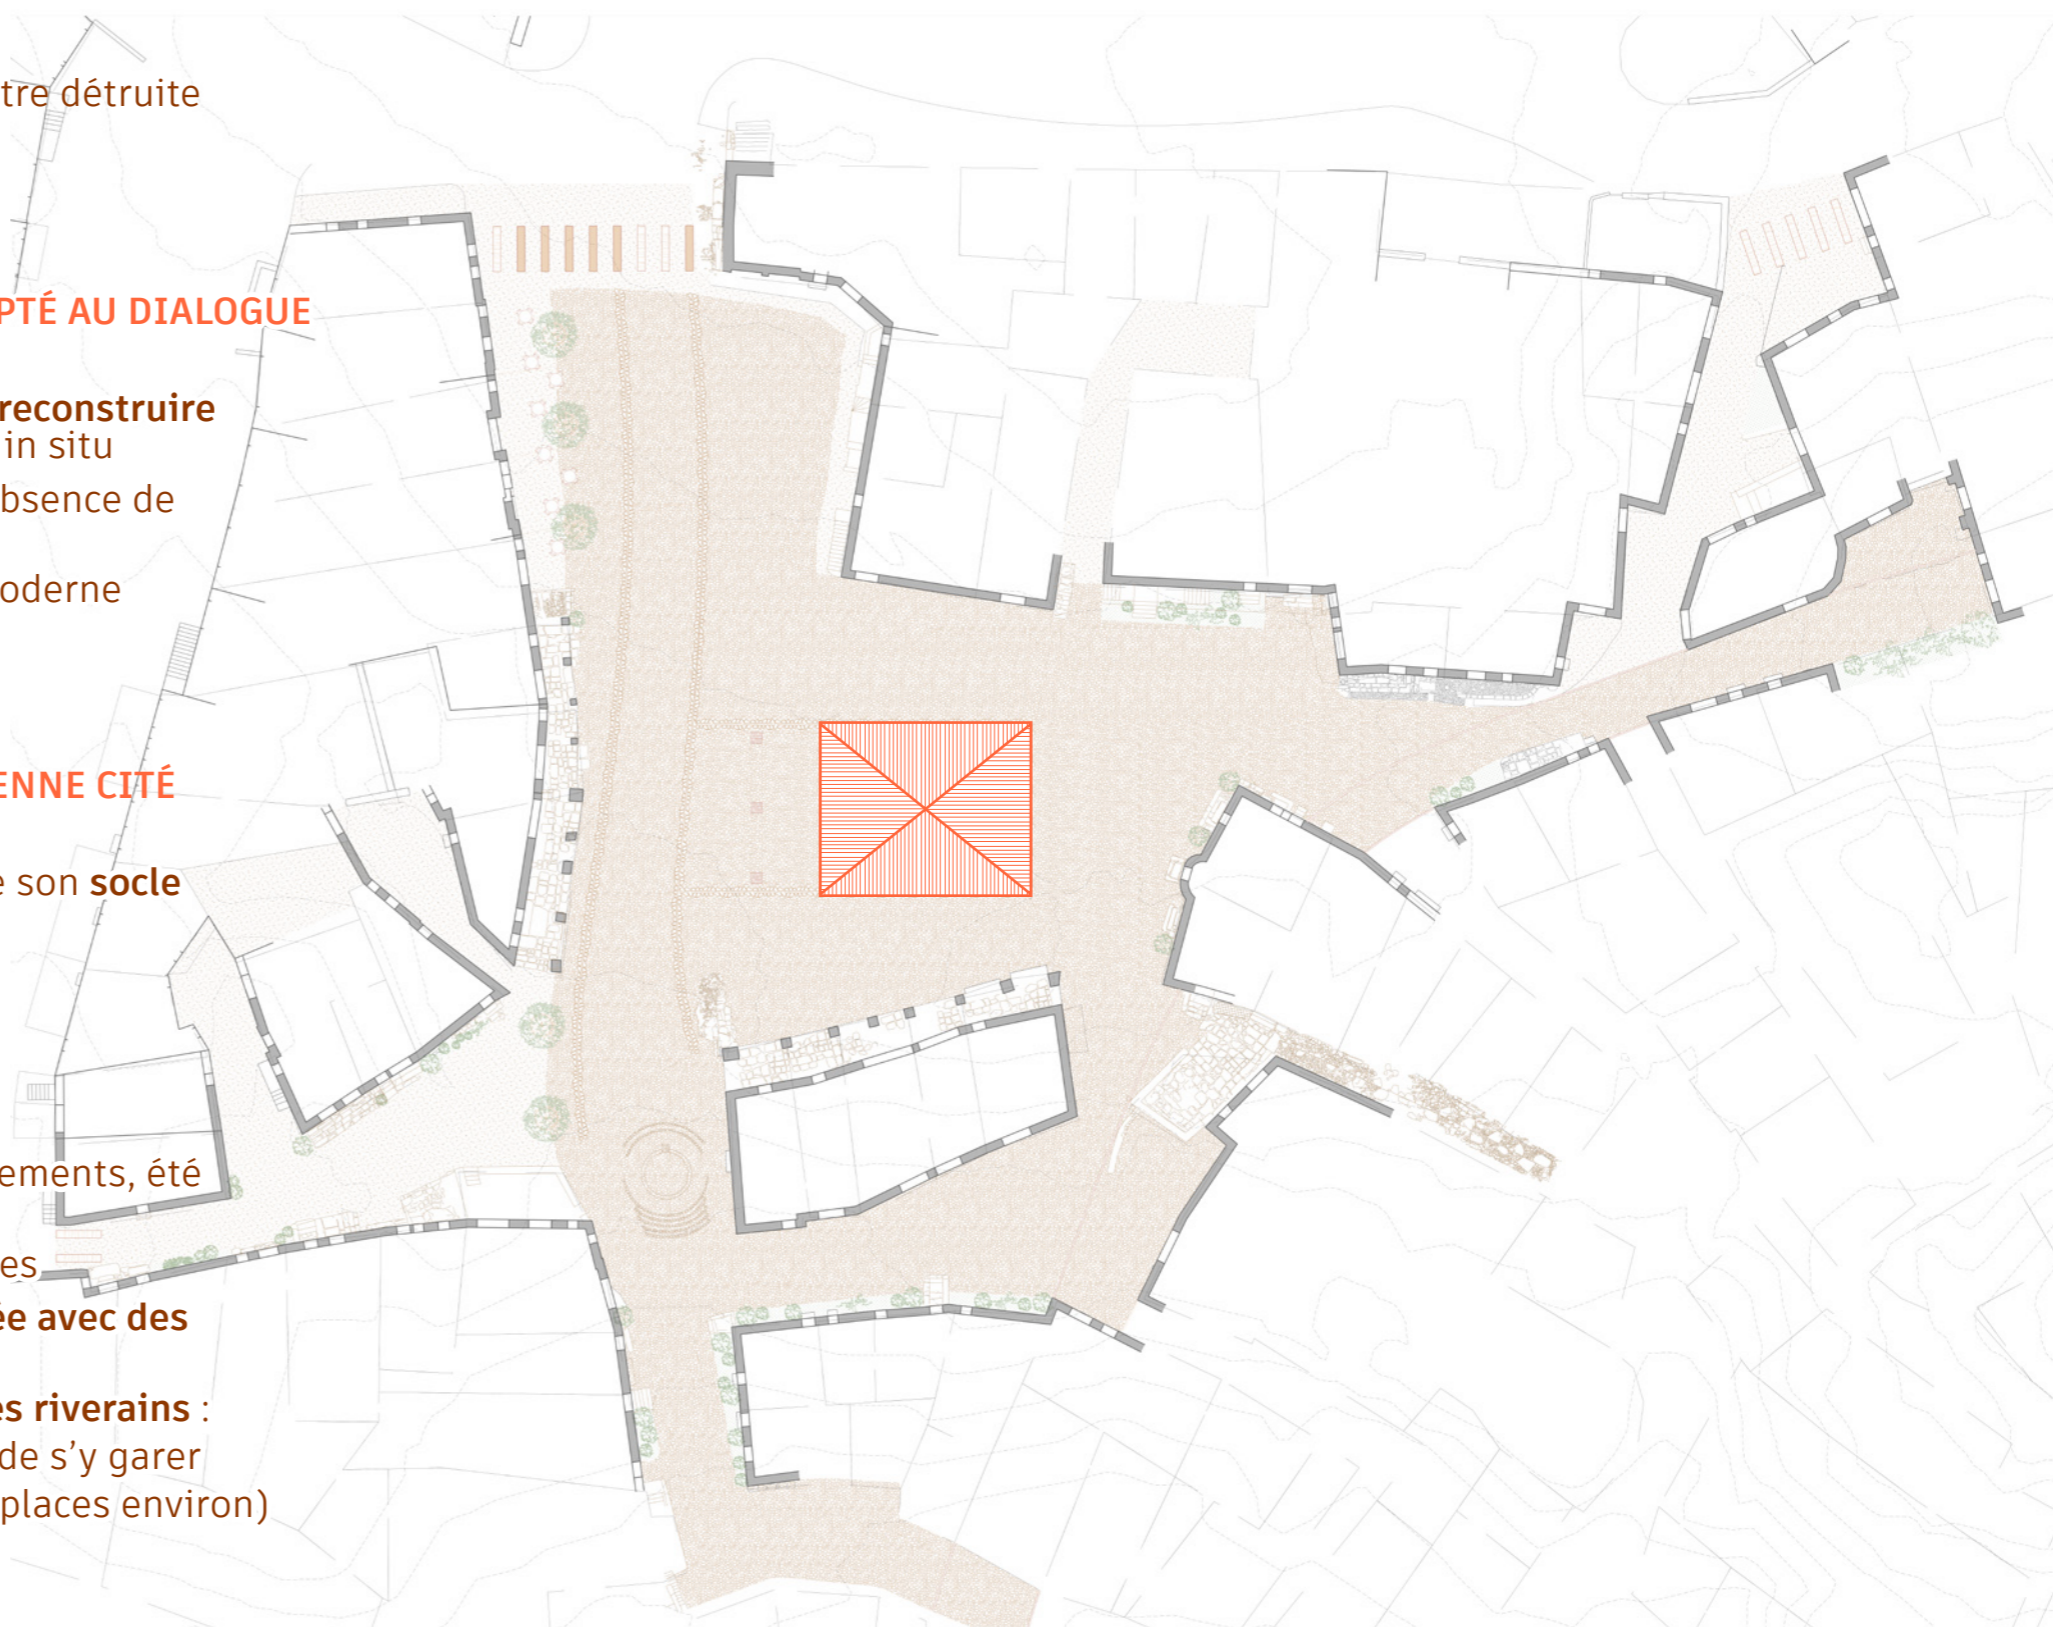 tre détruite
PTÉ AU DIALOGUE
reconstruire
in situ
bsence de
oderne
ENNE CITÉ
e son socle
ements, été
es
ée avec des
es riverains :
de s’y garer
places environ)